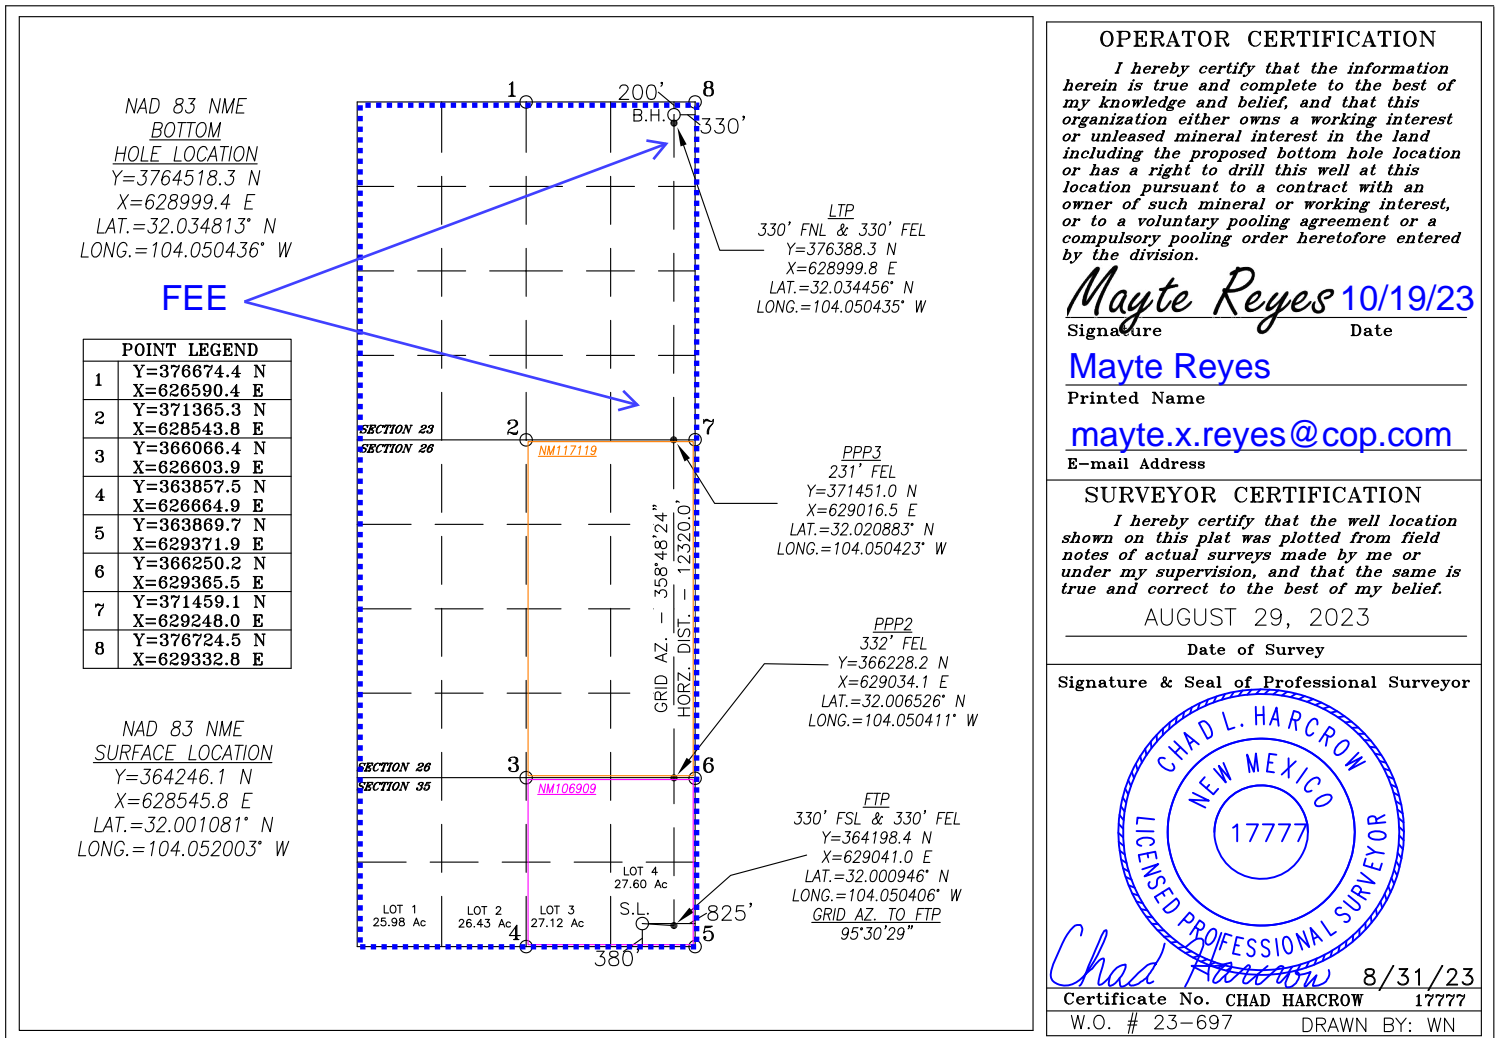 NAD 83 NME
BOTTOM
HOLE LOCATION
Y=3764518.3 N
X=628999.4 E
LAT.=32.034813° N
LONG.=104.050436° W
FEE
POINT LEGEND
1 Y=376674.4 N
X=626590.4 E
2 Y=371365.3 N
X=628543.8 E
3 Y=366066.4 N
X=626603.9 E
4 Y=363857.5 N
X=626664.9 E
5 Y=363869.7 N
X=629371.9 E
6 Y=366250.2 N
X=629365.5 E
7 Y=371459.1 N
X=629248.0 E
8 Y=376724.5 N
X=629332.8 E
NAD 83 NME
SURFACE LOCATION
Y=364246.1 N
X=628545.8 E
LAT.=32.001081° N
LONG.=104.052003° W
1
200'
8
B.H.
330'
SECTION 23
2
7
SECTION 26
NM117119
GRID AZ. - 358°48'24"
HORZ. DIST. - 12320.0'
SECTION 26
3
6
SECTION 35
NM106909
LOT 4
27.60 Ac
LOT 1
25.98 Ac
LOT 2
26.43 Ac
LOT 3
27.12 Ac
S.L.
825'
4
380'
5
LTP
330' FNL & 330' FEL
Y=376388.3 N
X=628999.8 E
LAT.=32.034456° N
LONG.=104.050435° W
PPP3
231' FEL
Y=371451.0 N
X=629016.5 E
LAT.=32.020883° N
LONG.=104.050423° W
PPP2
332' FEL
Y=366228.2 N
X=629034.1 E
LAT.=32.006526° N
LONG.=104.050411° W
FTP
330' FSL & 330' FEL
Y=364198.4 N
X=629041.0 E
LAT.=32.000946° N
LONG.=104.050406° W
GRID AZ. TO FTP
95°30'29"
OPERATOR CERTIFICATION
I hereby certify that the information
herein is true and complete to the best of
my knowledge and belief, and that this
organization either owns a working interest
or unleased mineral interest in the land
including the proposed bottom hole location
or has a right to drill this well at this
location pursuant to a contract with an
owner of such mineral or working interest,
or to a voluntary pooling agreement or a
compulsory pooling order heretofore entered
by the division.
Mayte Reyes 10/19/23
Signature Date
Mayte Reyes
Printed Name
mayte.x.reyes@cop.com
E-mail Address
SURVEYOR CERTIFICATION
I hereby certify that the well location
shown on this plat was plotted from field
notes of actual surveys made by me or
under my supervision, and that the same is
true and correct to the best of my belief.
AUGUST 29, 2023
Date of Survey
Signature & Seal of Professional Surveyor
CHAD L. HARCROW
NEW MEXICO
17777
LICENSED PROFESSIONAL SURVEYOR
Chad Harcrow 8/31/23
Certificate No. CHAD HARCROW 17777
W.O. # 23-697 DRAWN BY: WN